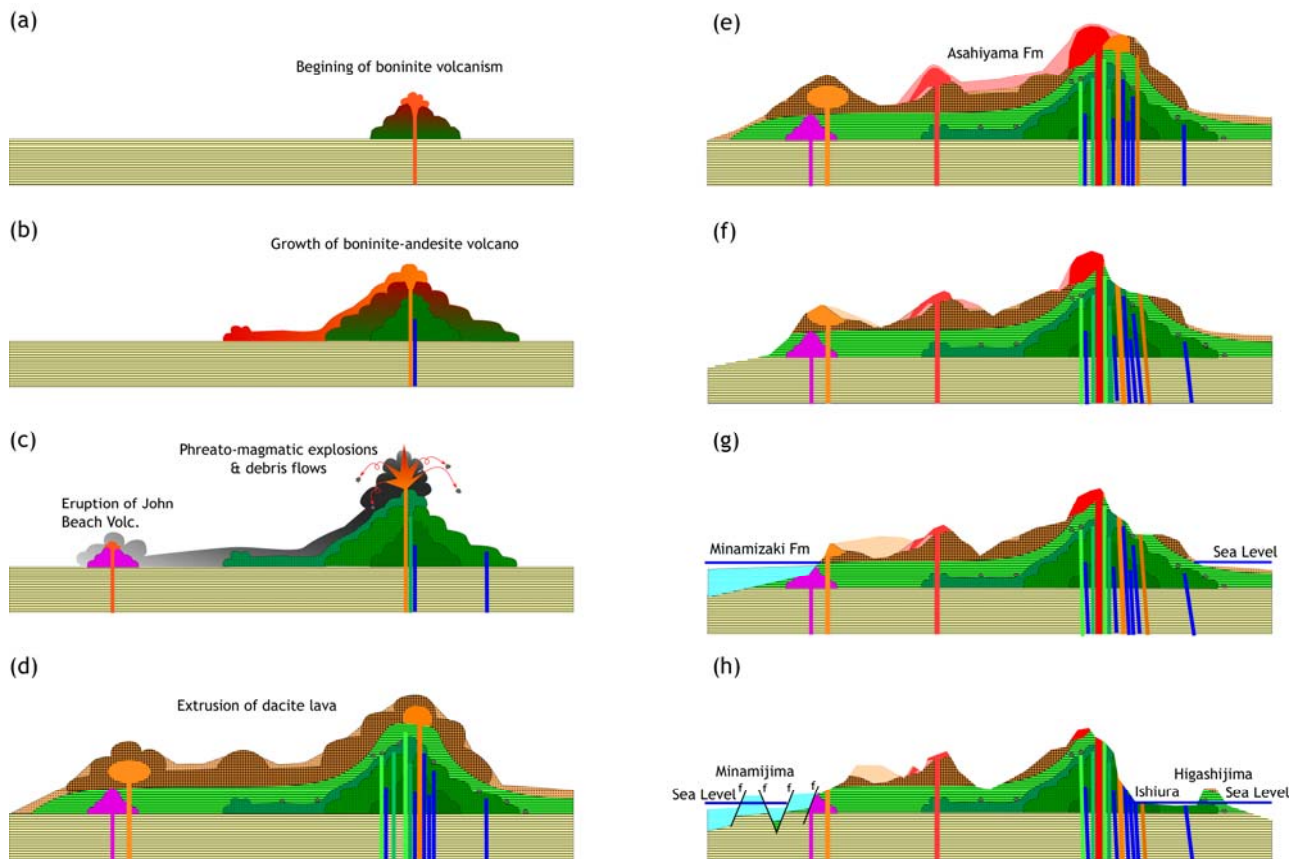 (a)
Begining of boninite volcanism
(b)
Growth of boninite-andesite volcano
(c)
Phreato-magmatic explosions
& debris flows
Eruption of John
Beach Volc.
(d)
Extrusion of dacite lava
(e)
Asahiyama Fm
(f)
(g)
Minamizaki Fm
Sea Level
(h)
Minamijima
Sea Level
f f f f
Higashijima
Ishiura
Sea Level